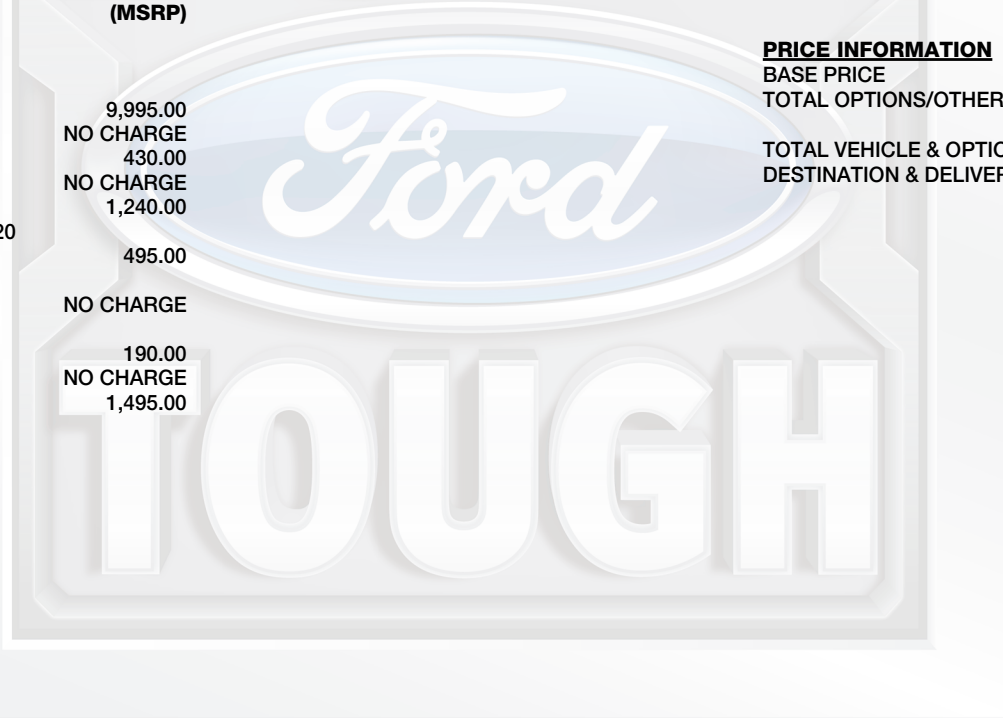 (MSRP)
9,995.00
NO CHARGE
430.00
NO CHARGE
1,240.00
20
495.00
NO CHARGE
190.00
NO CHARGE
1,495.00
PRICE INFORMATION
BASE PRICE
TOTAL OPTIONS/OTHER
TOTAL VEHICLE & OPTIO
DESTINATION & DELIVER
Ford
TOUGH